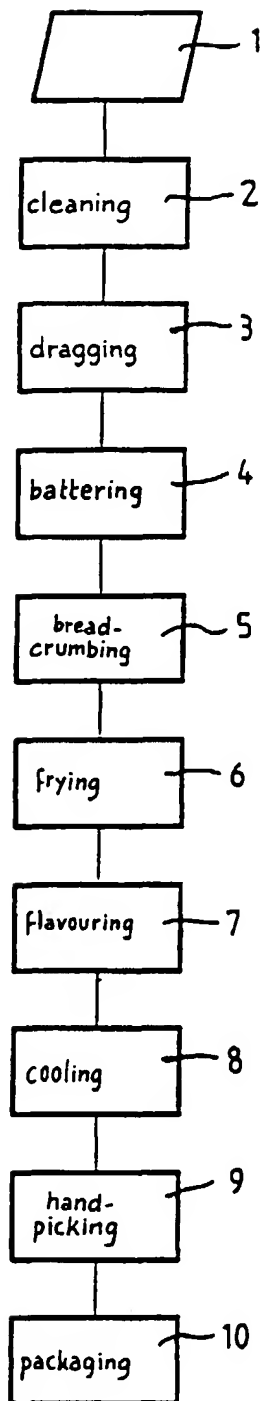 1
cleaning 2
dragging 3
battering 4
bread-
crumbing 5
frying 6
flavouring 7
cooling 8
hand-
picking 9
packaging 10